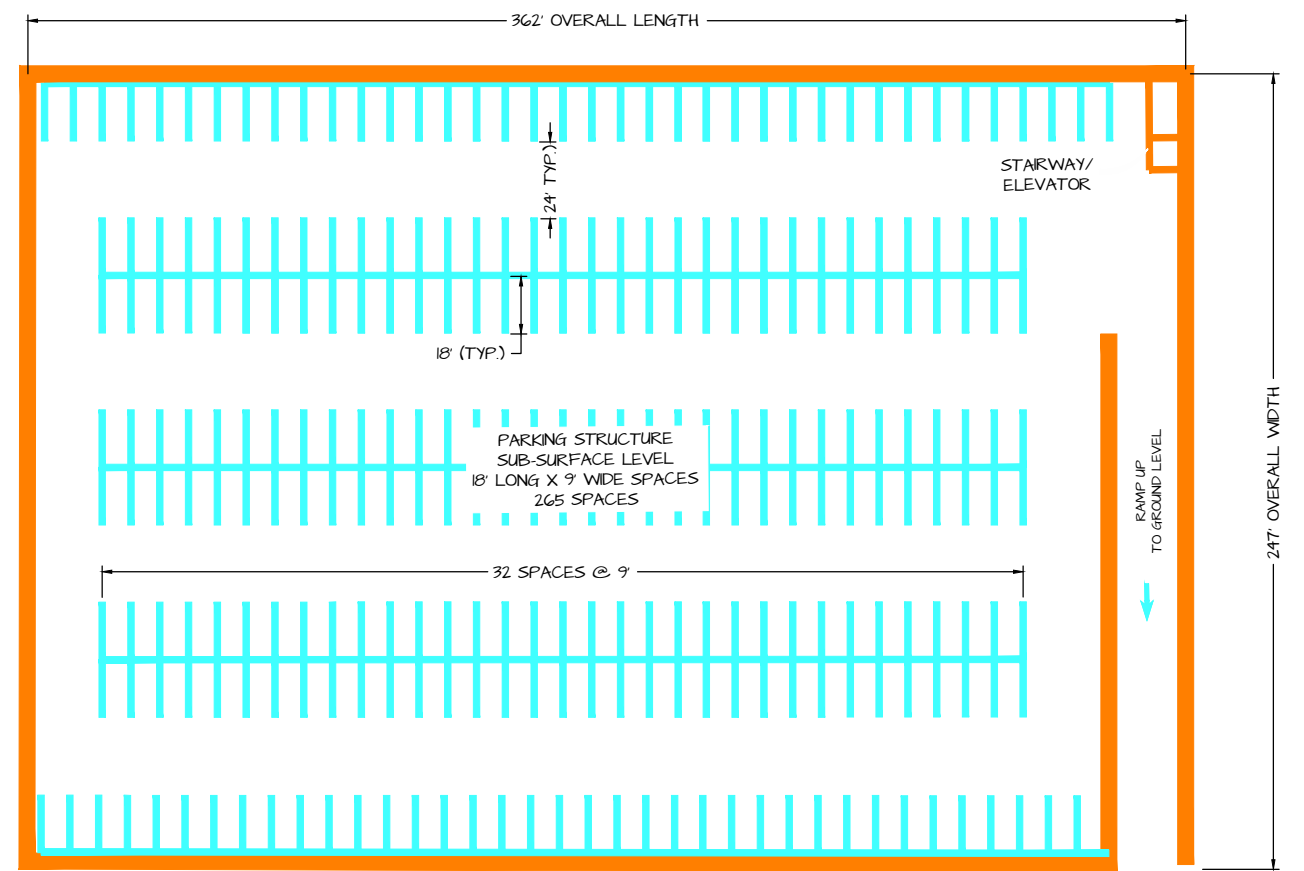 362' OVERALL LENGTH
24' TYP.)
STAIRWAY/
ELEVATOR
18' (TYP.)
PARKING STRUCTURE
SUB-SURFACE LEVEL
18' LONG X 9' WIDE SPACES
265 SPACES
32 SPACES @ 9'
RAMP UP
TO GROUND LEVEL
247' OVERALL WIDTH